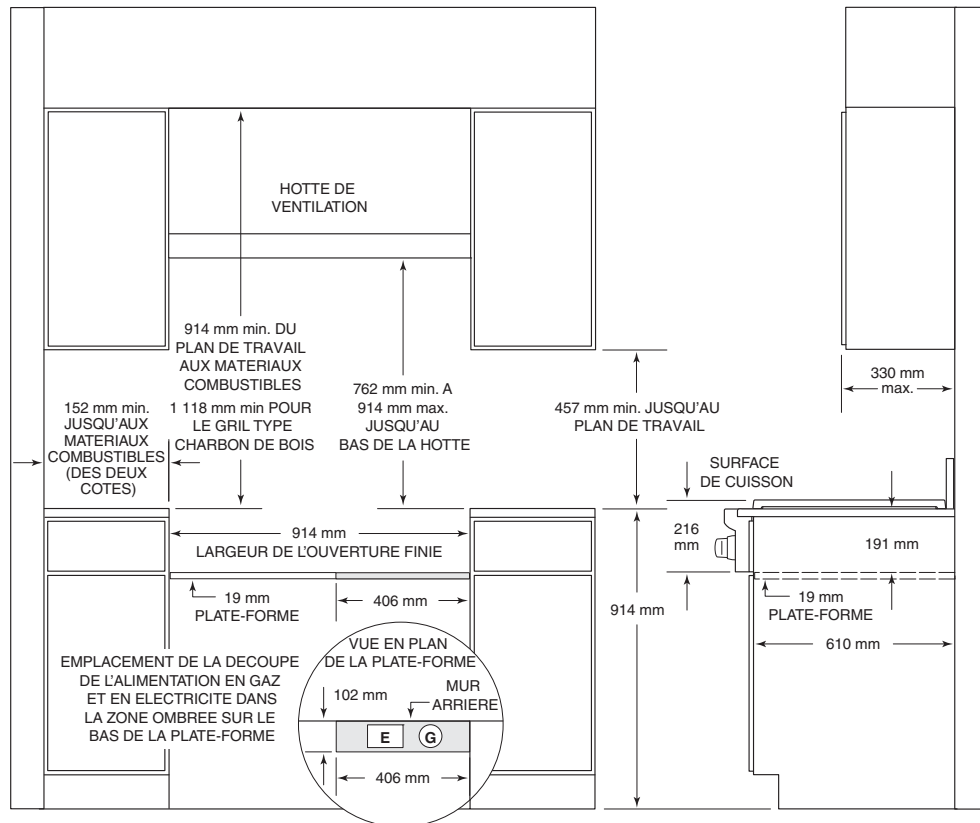 HOTTE DE
VENTILATION
914 mm min. DU
PLAN DE TRAVAIL
AUX MATERIAUX
COMBUSTIBLES
1 118 mm min POUR
LE GRIL TYPE
CHARBON DE BOIS
152 mm min.
JUSQU'AUX
MATERIAUX
COMBUSTIBLES
(DES DEUX
COTES)
762 mm min. A
914 mm max.
JUSQU'AU
BAS DE LA HOTTE
457 mm min. JUSQU'AU
PLAN DE TRAVAIL
330 mm
max.
SURFACE
DE CUISSON
914 mm
LARGEUR DE L'OUVERTURE FINIE
216
mm
191 mm
19 mm
PLATE-FORME
406 mm
914 mm
19 mm
PLATE-FORME
610 mm
EMPLACEMENT DE LA DECOUPE
DE L'ALIMENTATION EN GAZ
ET EN ELECTRICITE DANS
LA ZONE OMBREE SUR LE
BAS DE LA PLATE-FORME
VUE EN PLAN
DE LA PLATE-FORME
102 mm
MUR
ARRIERE
E
G
406 mm